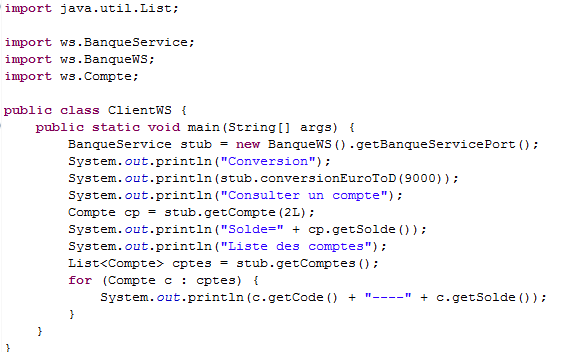 import java.util.List;
import ws.BanqueService;
import ws.BanqueWS;
import ws.Compte;
public class ClientWS {
    public static void main(String[] args) {
        BanqueService stub = new BanqueWS().getBanqueServicePort();
        System.out.println("Conversion");
        System.out.println(stub.conversionEuroToD(9000));
        System.out.println("Consulter un compte");
        Compte cp = stub.getCompte(2L);
        System.out.println("Solde=" + cp.getSolde());
        System.out.println("Liste des comptes");
        List<Compte> cptes = stub.getComptes();
        for (Compte c : cptes) {
            System.out.println(c.getCode() + "----" + c.getSolde());
        }
    }
}